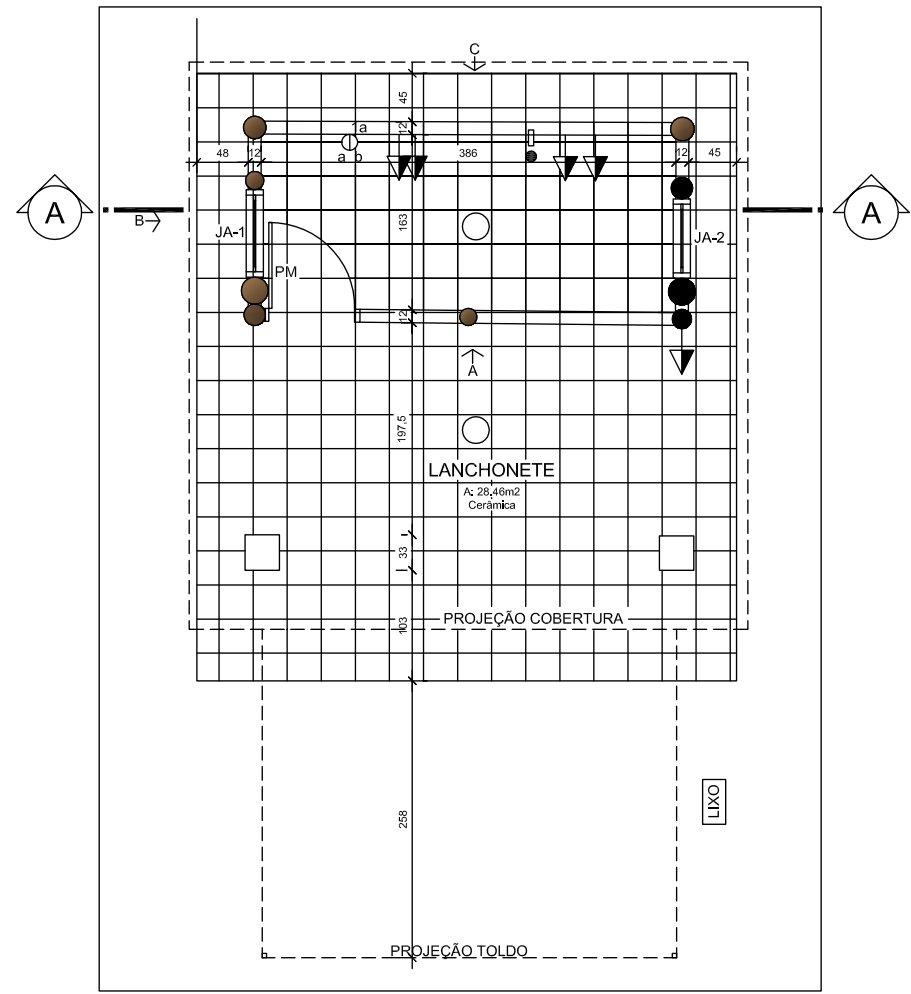 C
45
1a
12
a b
48
12
386
12
45
A
A
B
JA-1
163
JA-2
PM
12
A
197,5
LANCHONETE
A: 28,46m2
Cerâmica
33
103
PROJEÇÃO COBERTURA
258
LIXO
PROJEÇÃO TOLDO